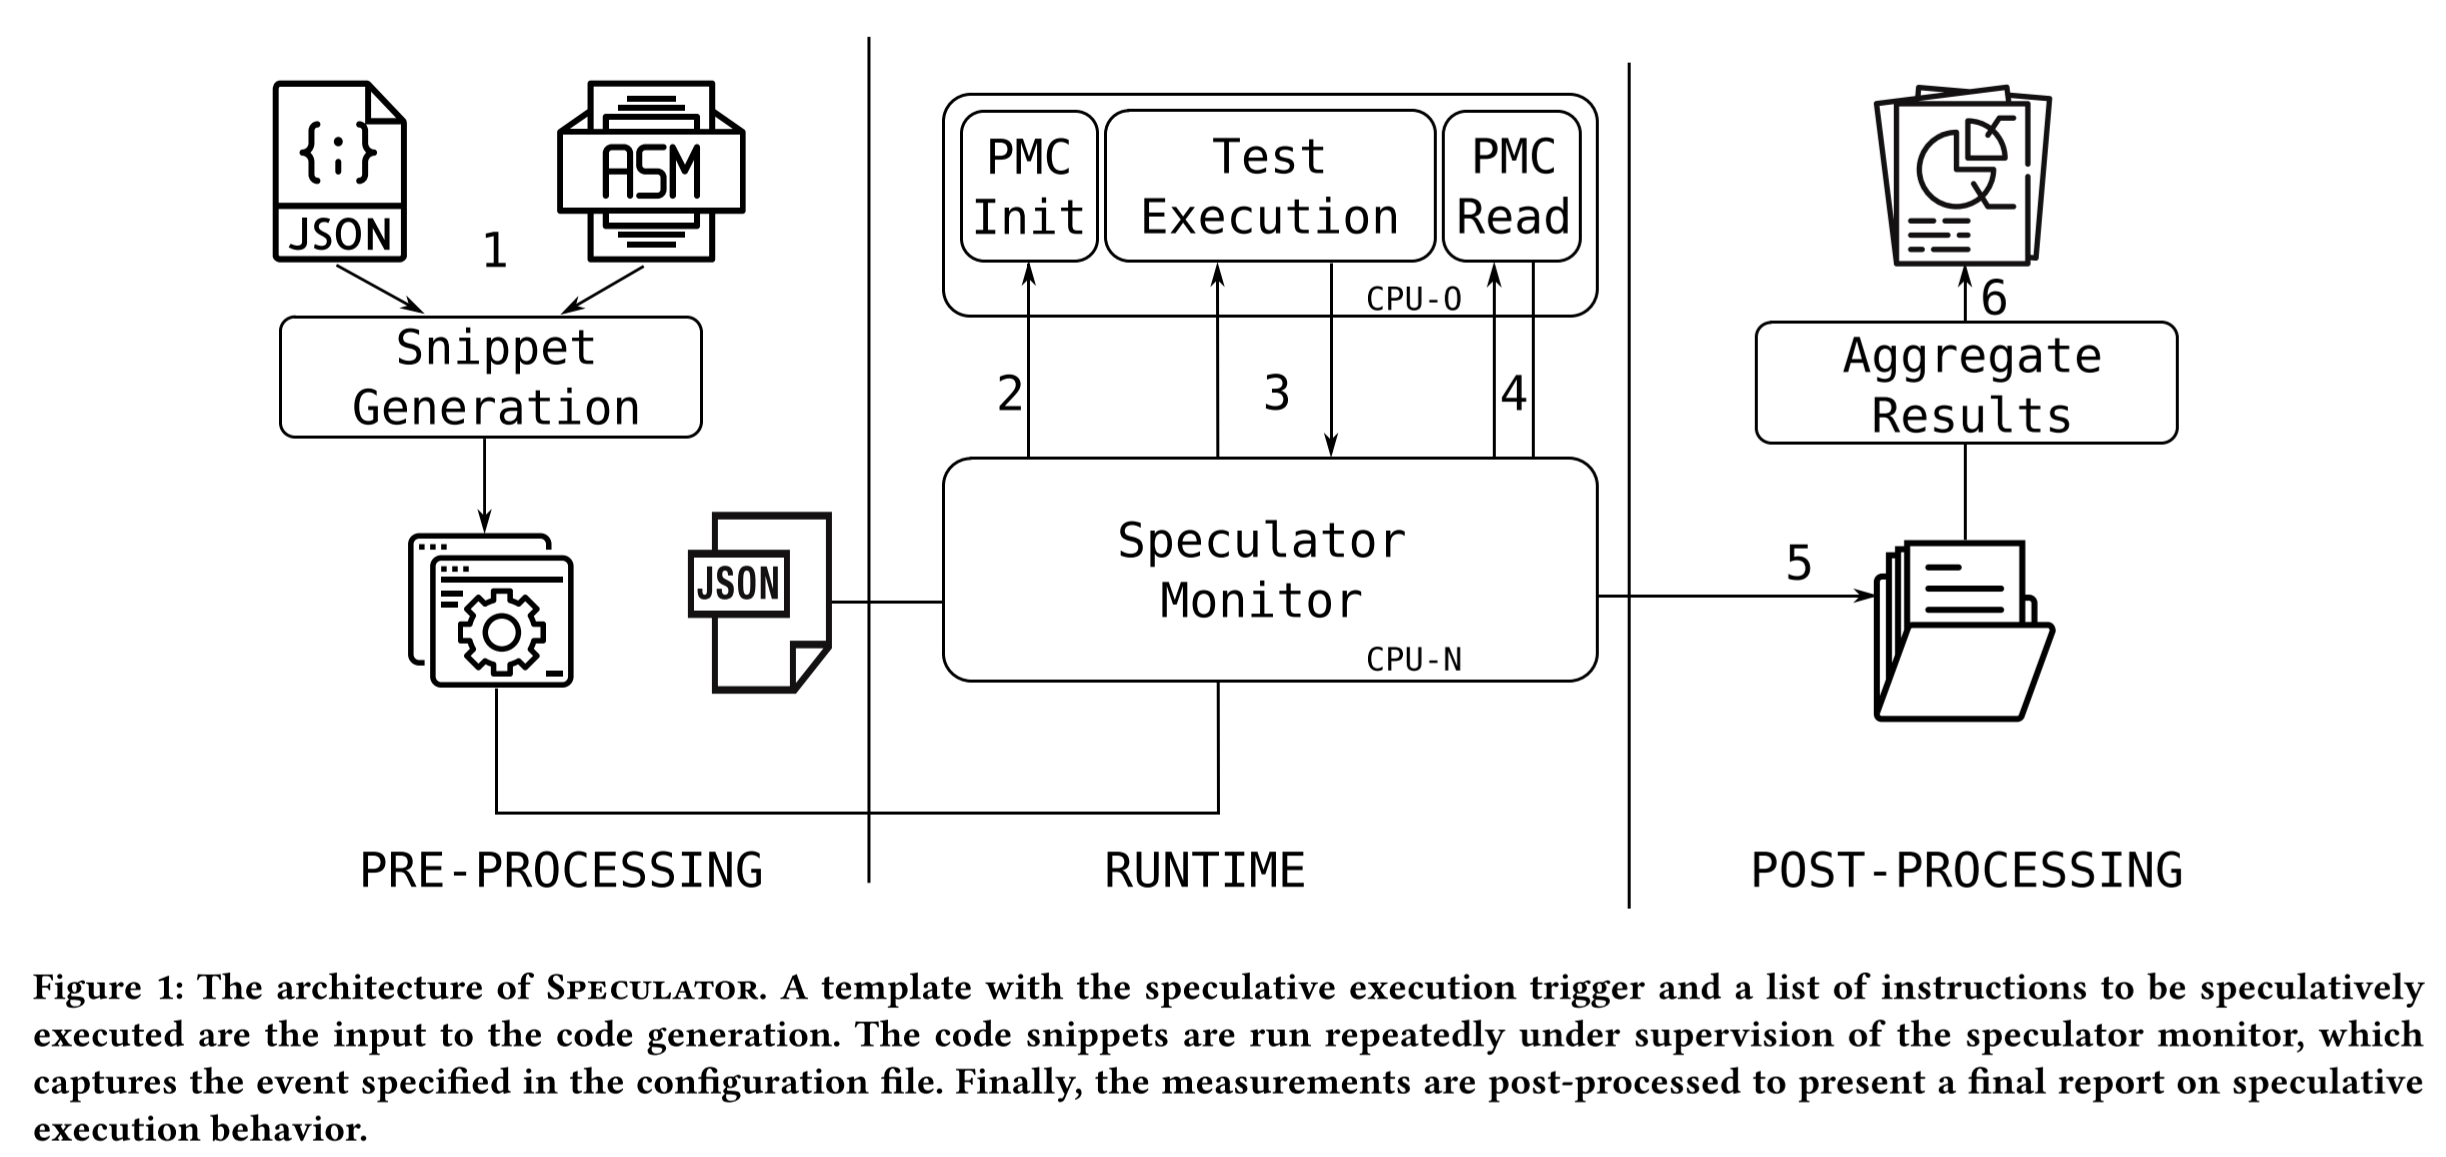 {;}
JSON
1
ASM
Snippet
Generation
JSON
PRE-PROCESSING
PMC
Init
Test
Execution
PMC
Read
CPU-O
2
3
4
Speculator
Monitor
CPU-N
RUNTIME
5
6
Aggregate
Results
POST-PROCESSING
Figure 1: The architecture of SPECULATOR. A template with the speculative execution trigger and a list of instructions to be speculatively
executed are the input to the code generation. The code snippets are run repeatedly under supervision of the speculator monitor, which
captures the event specified in the configuration file. Finally, the measurements are post-processed to present a final report on speculative
execution behavior.